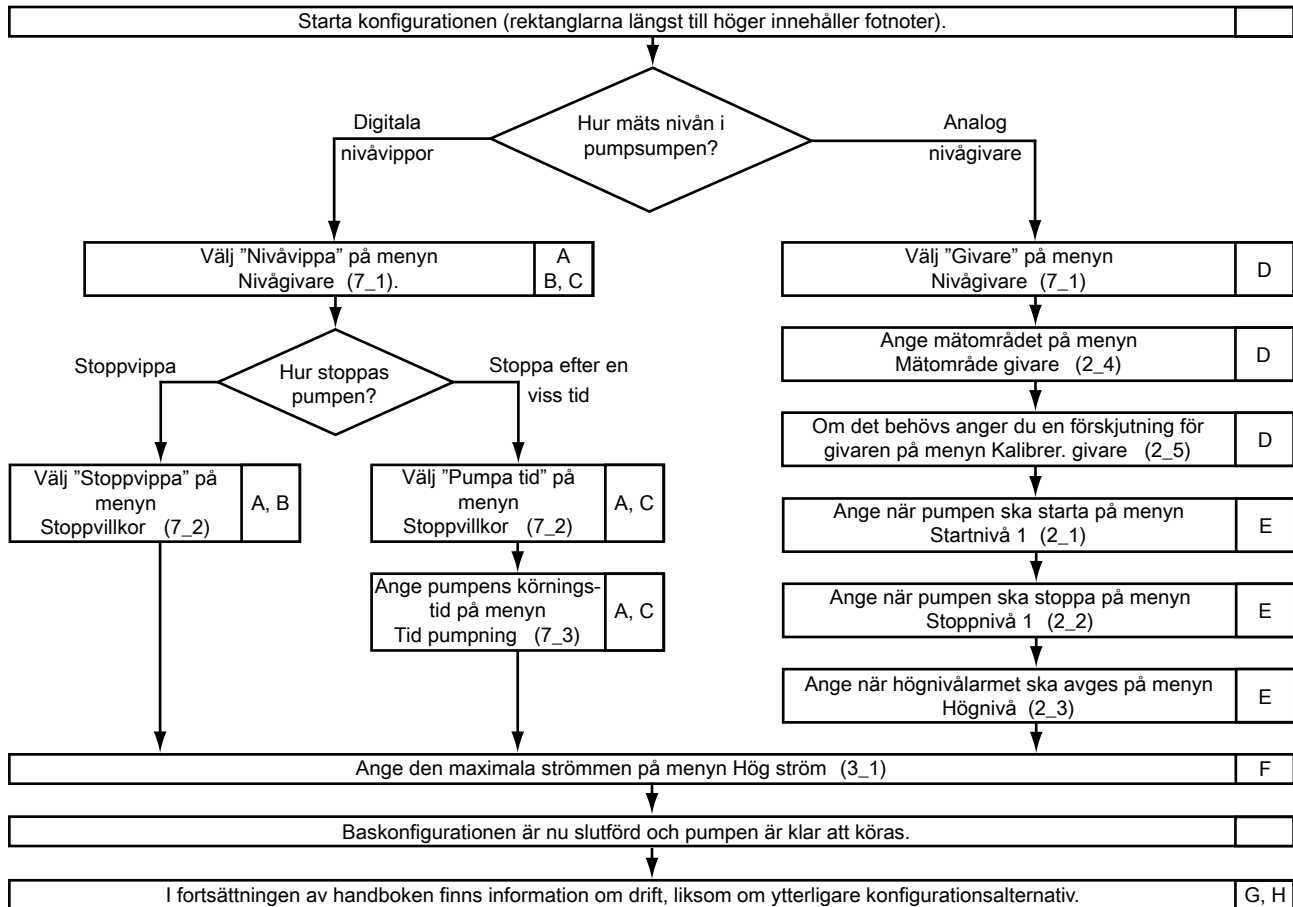 Starta konfigurationen (rektanglarna längst till höger innehåller fotnoter).
Hur mäts nivån i
pumpsumpen?
Digitala
nivåvippor
Analog
nivågivare
Välj ”Nivåvippa” på menyn
Nivågivare (7_1).
A
B, C
Hur stoppas
pumpen?
Stoppvippa
Stoppa efter en
viss tid
Välj ”Stoppvippa” på
menyn
Stoppvillkor (7_2)
A, B
Välj ”Pumpa tid” på
menyn
Stoppvillkor (7_2)
A, C
Ange pumpens körnings-
tid på menyn
Tid pumpning (7_3)
A, C
Välj ”Givare” på menyn
Nivågivare (7_1)
D
Ange mätområdet på menyn
Mätområde givare (2_4)
D
Om det behövs anger du en förskjutning för
givaren på menyn Kalibrer. givare (2_5)
D
Ange när pumpen ska starta på menyn
Startnivå 1 (2_1)
E
Ange när pumpen ska stoppa på menyn
Stoppnivå 1 (2_2)
E
Ange när högnivålarmet ska avges på menyn
Högnivå (2_3)
E
Ange den maximala strömmen på menyn Hög ström (3_1)
F
Baskonfigurationen är nu slutförd och pumpen är klar att köras.
I fortsättningen av handboken finns information om drift, liksom om ytterligare konfigurationsalternativ.
G, H